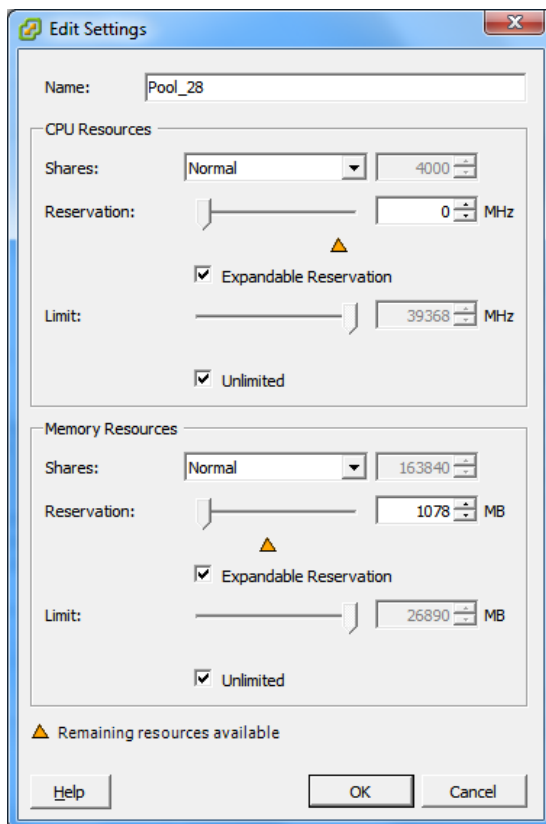 Edit Settings
Name: Pool_28
CPU Resources
Shares: Normal 4000
Reservation: 0 MHz
Expandable Reservation
Limit: 39368 MHz
Unlimited
Memory Resources
Shares: Normal 163840
Reservation: 1078 MB
Expandable Reservation
Limit: 26890 MB
Unlimited
Remaining resources available
Help OK Cancel